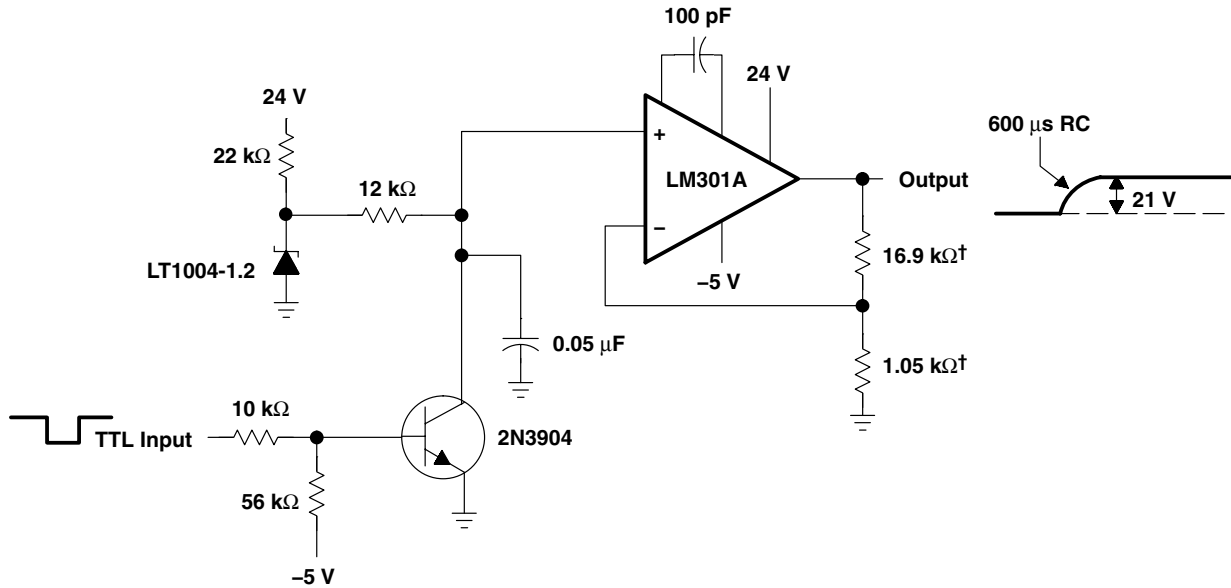 100 pF
24 V
24 V
600 μs RC
22 kΩ
+
12 kΩ
LM301A
Output
21 V
−
LT1004-1.2
−5 V
16.9 kΩ†
0.05 μF
1.05 kΩ†
10 kΩ
TTL Input
2N3904
56 kΩ
−5 V